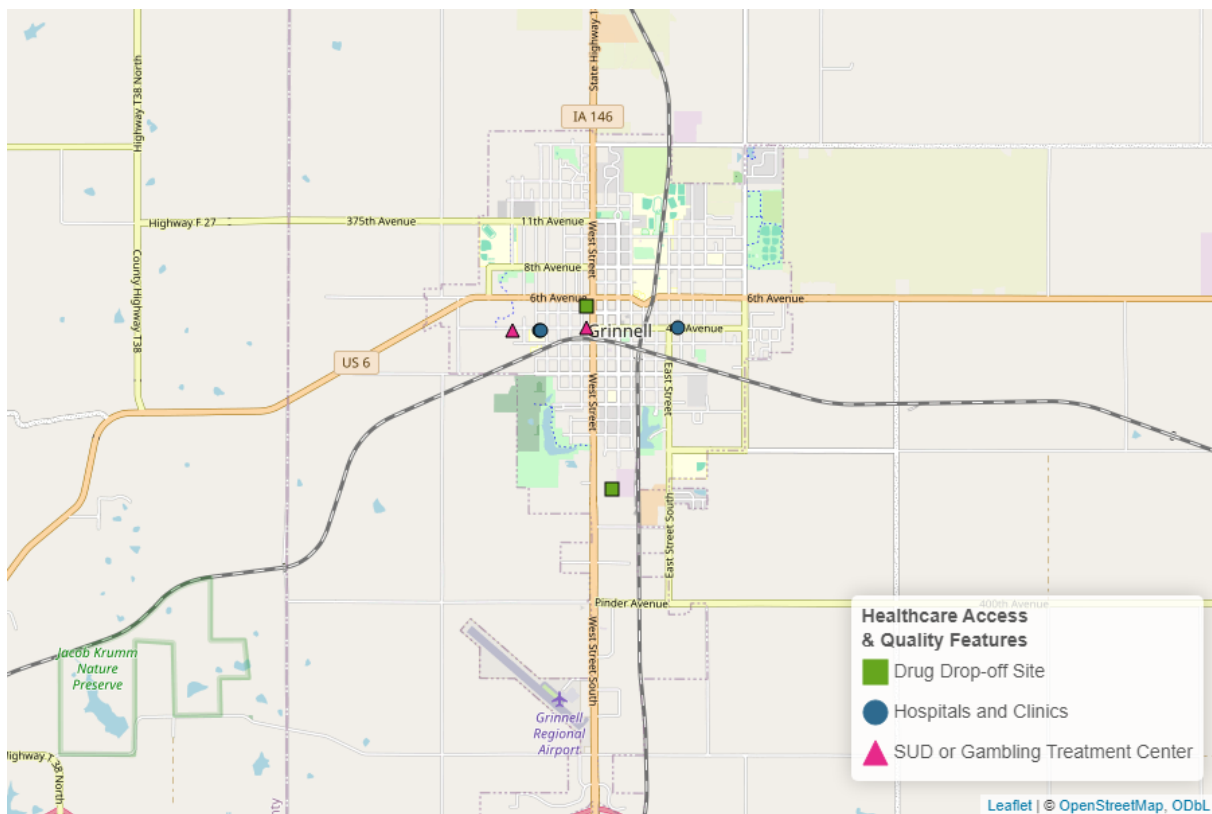 State Highway 1
Highway T38 North
IA 146
Highway F 27
375th Avenue
11th Avenue
West Street
County Highway T38
8th Avenue
6th Avenue
6th Avenue
Grinnell
Avenue
US 6
East Street
West Street
East Street South
Pinder Avenue
400th Avenue
West Street South
Jacob Krumm
Nature
Preserve
Grinnell
Regional
Airport
Highway T 38 North
Healthcare Access
& Quality Features
Drug Drop-off Site
Hospitals and Clinics
SUD or Gambling Treatment Center
Leaflet | © OpenStreetMap, ODbL